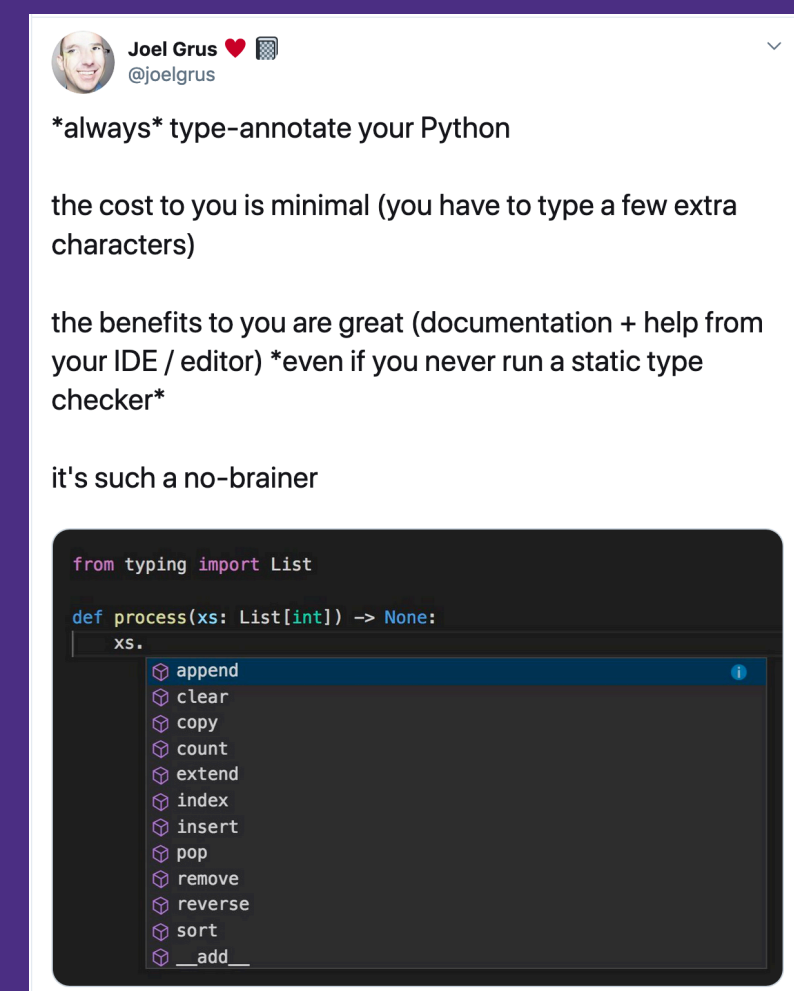 Joel Grus ❤️ 📓
@joelgrus
*always* type-annotate your Python
the cost to you is minimal (you have to type a few extra
characters)
the benefits to you are great (documentation + help from
your IDE / editor) *even if you never run a static type
checker*
it's such a no-brainer
from typing import List
def process(xs: List[int]) -> None:
xs.
append
clear
copy
count
extend
index
insert
pop
remove
reverse
sort
__add__